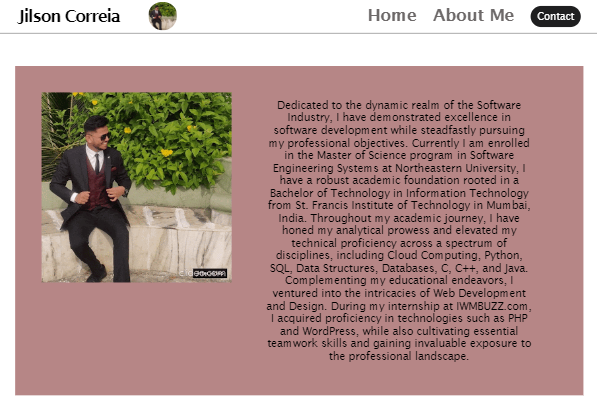 Jilson Correia
Home
About Me
Contact
Dedicated to the dynamic realm of the Software
Industry, I have demonstrated excellence in
software development while steadfastly pursuing
my professional objectives. Currently I am enrolled
in the Master of Science program in Software
Engineering Systems at Northeastern University, I
have a robust academic foundation rooted in a
Bachelor of Technology in Information Technology
from St. Francis Institute of Technology in Mumbai,
India. Throughout my academic journey, I have
honed my analytical prowess and elevated my
technical proficiency across a spectrum of
disciplines, including Cloud Computing, Python,
SQL, Data Structures, Databases, C, C++, and Java.
Complementing my educational endeavors, I
ventured into the intricacies of Web Development
and Design. During my internship at IWMBUZZ.com,
I acquired proficiency in technologies such as PHP
and WordPress, while also cultivating essential
teamwork skills and gaining invaluable exposure to
the professional landscape.